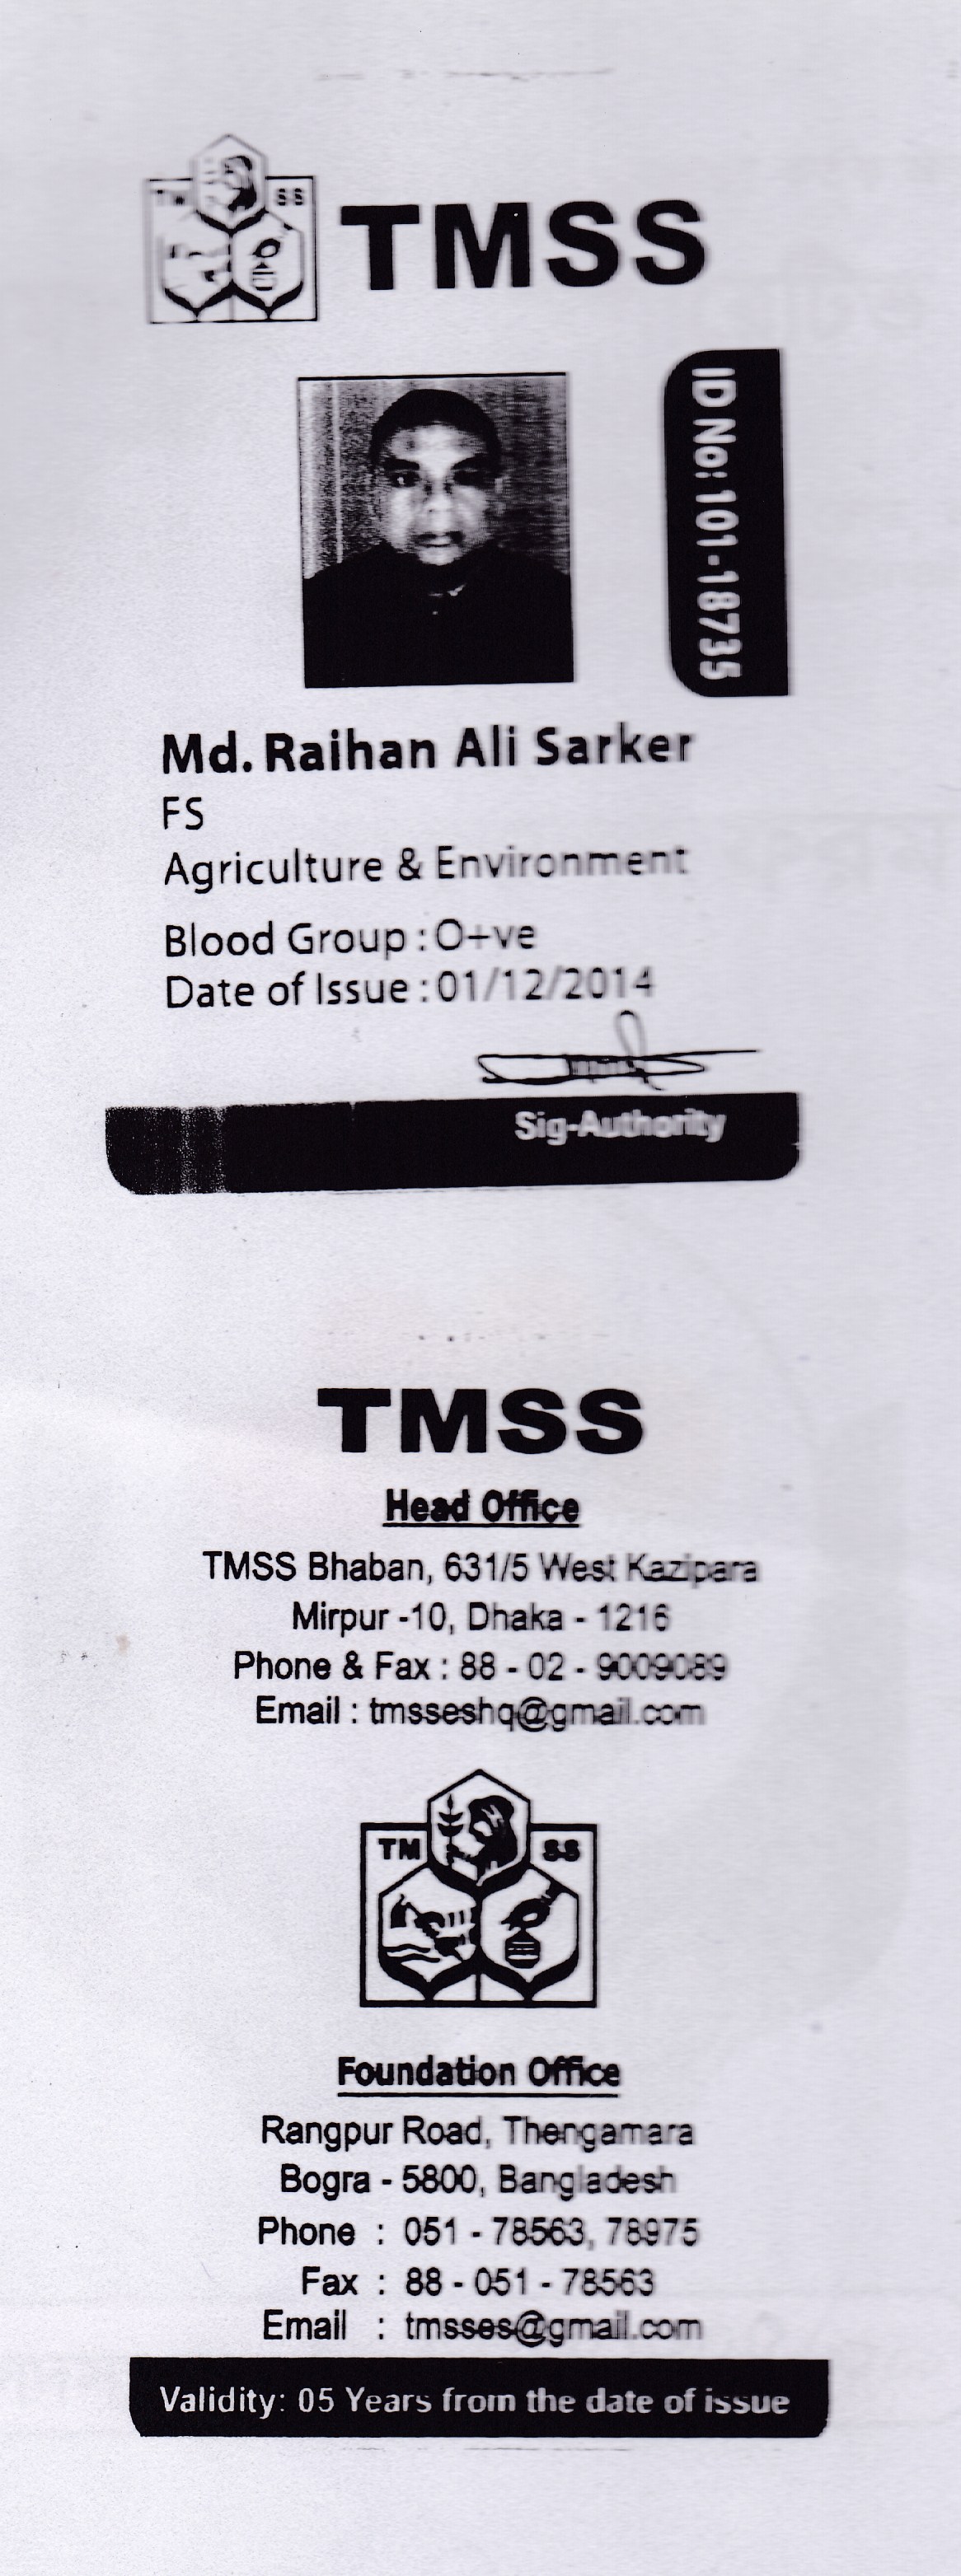 TM SS
TMSS
ID No: 101-18735
Md. Raihan Ali Sarker
FS
Agriculture & Environment
Blood Group : O+ve
Date of Issue : 01/12/2014
Sig-Authority
TMSS
Head Office
TMSS Bhaban, 631/5 West Kazipara
Mirpur -10, Dhaka - 1216
Phone & Fax : 88 - 02 - 9009089
Email : tmsseshq@gmail.com
TM SS
Foundation Office
Rangpur Road, Thengamara
Bogra - 5800, Bangladesh
Phone : 051 - 78563, 78975
Fax : 88 - 051 - 78563
Email : tmsses@gmail.com
Validity: 05 Years from the date of issue